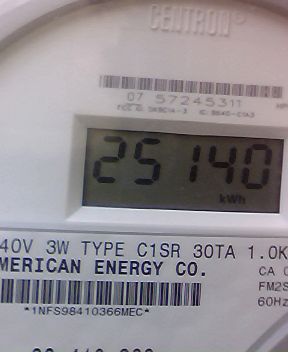 CENTRON®
07 57245311
25140
kWh
40V 3W TYPE C1SR 30TA 1.0K
MERICAN ENERGY CO.
CA 0
FM2S
60Hz
*1NFS98410366MEC*